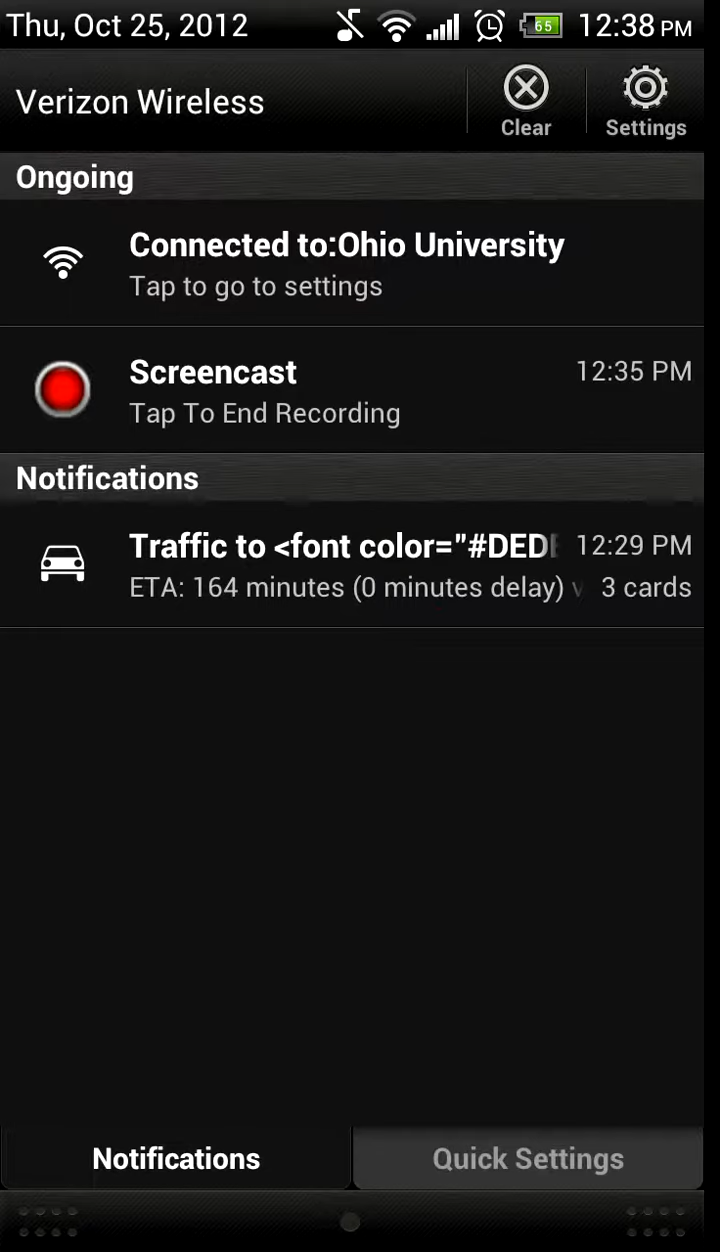 Thu, Oct 25, 2012 65 12:38 PM
Verizon Wireless
Clear
Settings
Ongoing
Connected to:Ohio University
Tap to go to settings
Screencast 12:35 PM
Tap To End Recording
Notifications
Traffic to <font color="#DED 12:29 PM
ETA: 164 minutes (0 minutes delay) 3 cards
Notifications
Quick Settings